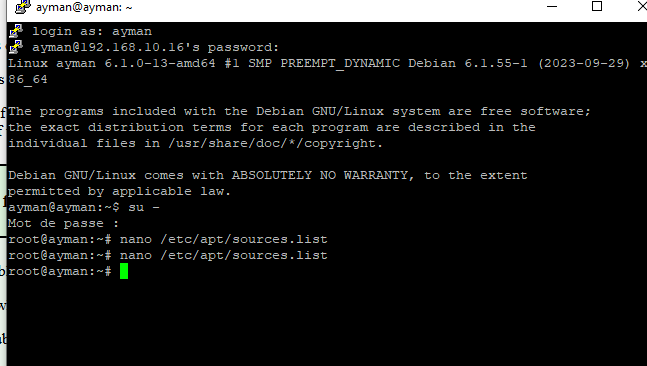 ayman@ayman: ~
login as: ayman
ayman@192.168.10.16's password:
Linux ayman 6.1.0-13-amd64 #1 SMP PREEMPT_DYNAMIC Debian 6.1.55-1 (2023-09-29) x
86_64
The programs included with the Debian GNU/Linux system are free software;
the exact distribution terms for each program are described in the
individual files in /usr/share/doc/*/copyright.
Debian GNU/Linux comes with ABSOLUTELY NO WARRANTY, to the extent
permitted by applicable law.
ayman@ayman:~$ su -
Mot de passe :
root@ayman:~# nano /etc/apt/sources.list
root@ayman:~# nano /etc/apt/sources.list
root@ayman:~#